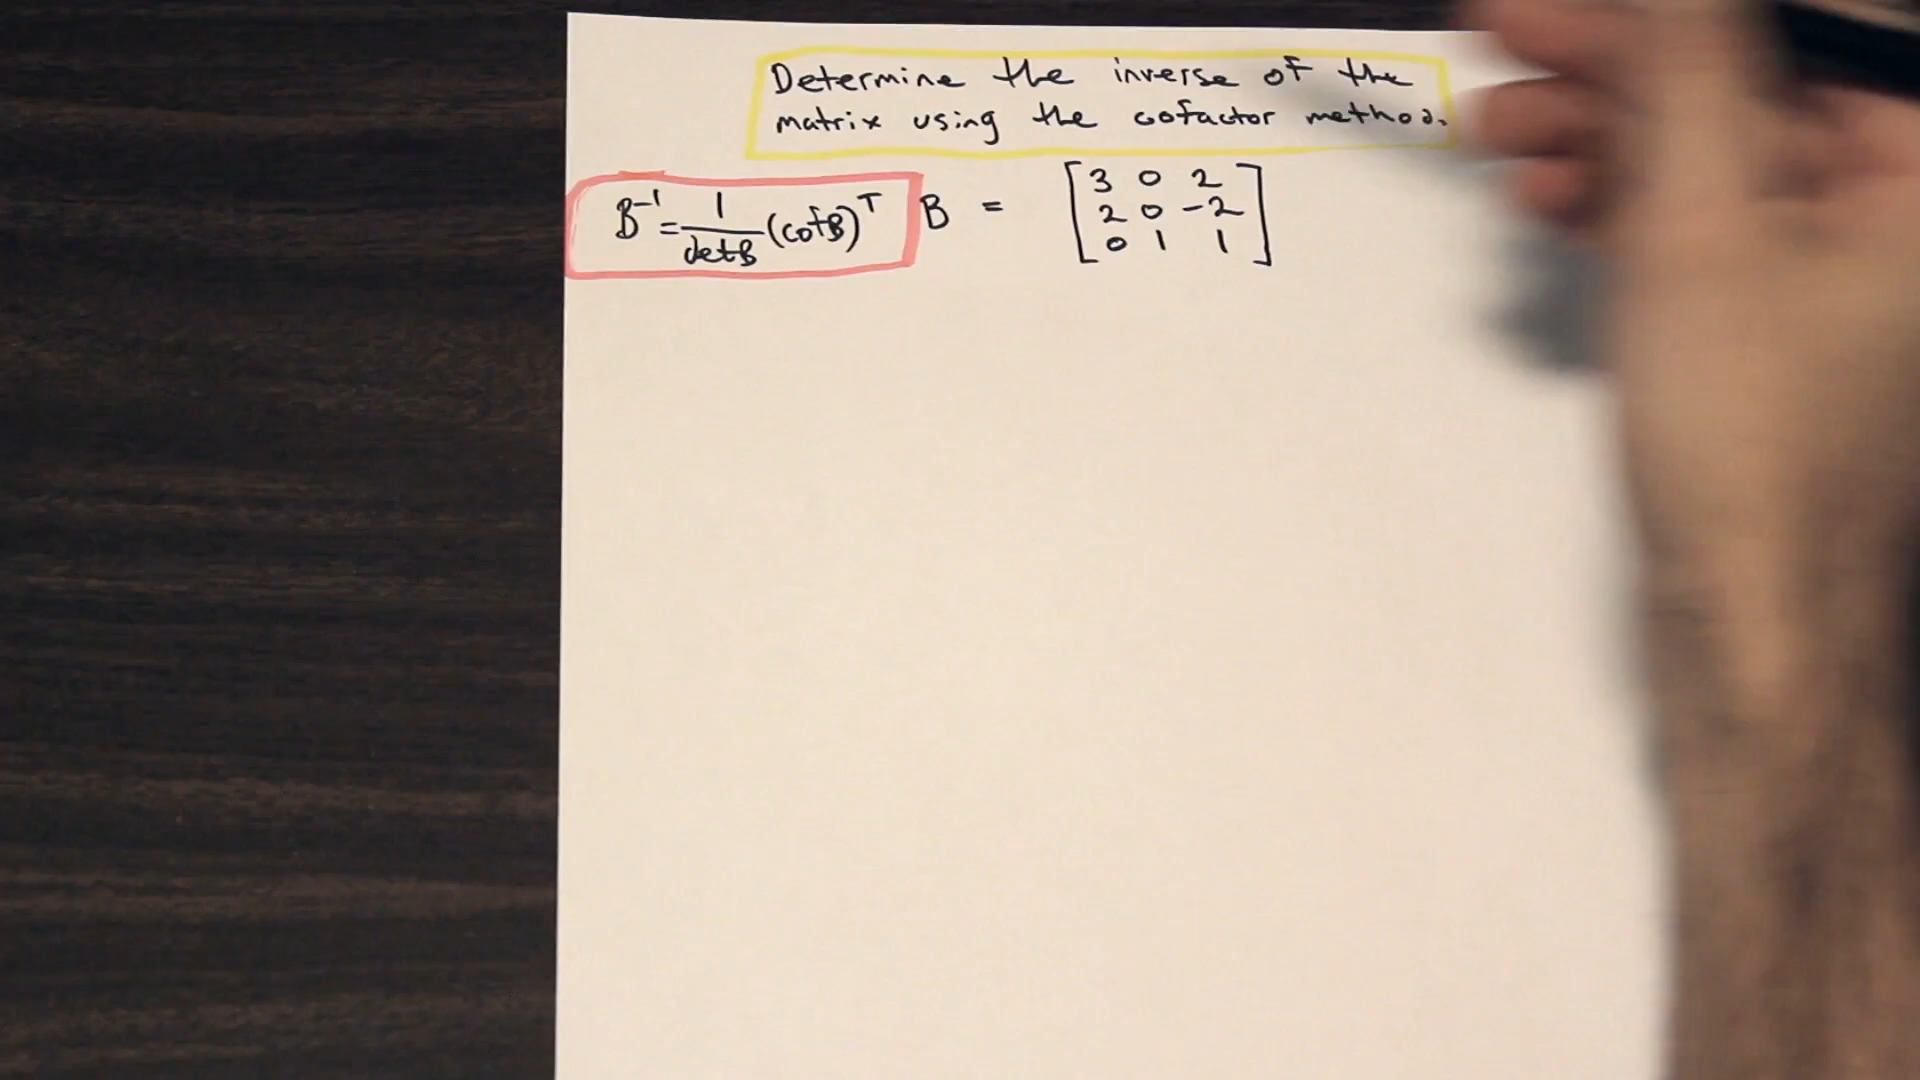 Determine the inverse of the
matrix using the cofactor method.
B⁻¹ = 1/detB (cofB)ᵀ
B = [3 0 2
2 0 -2
0 1 1]